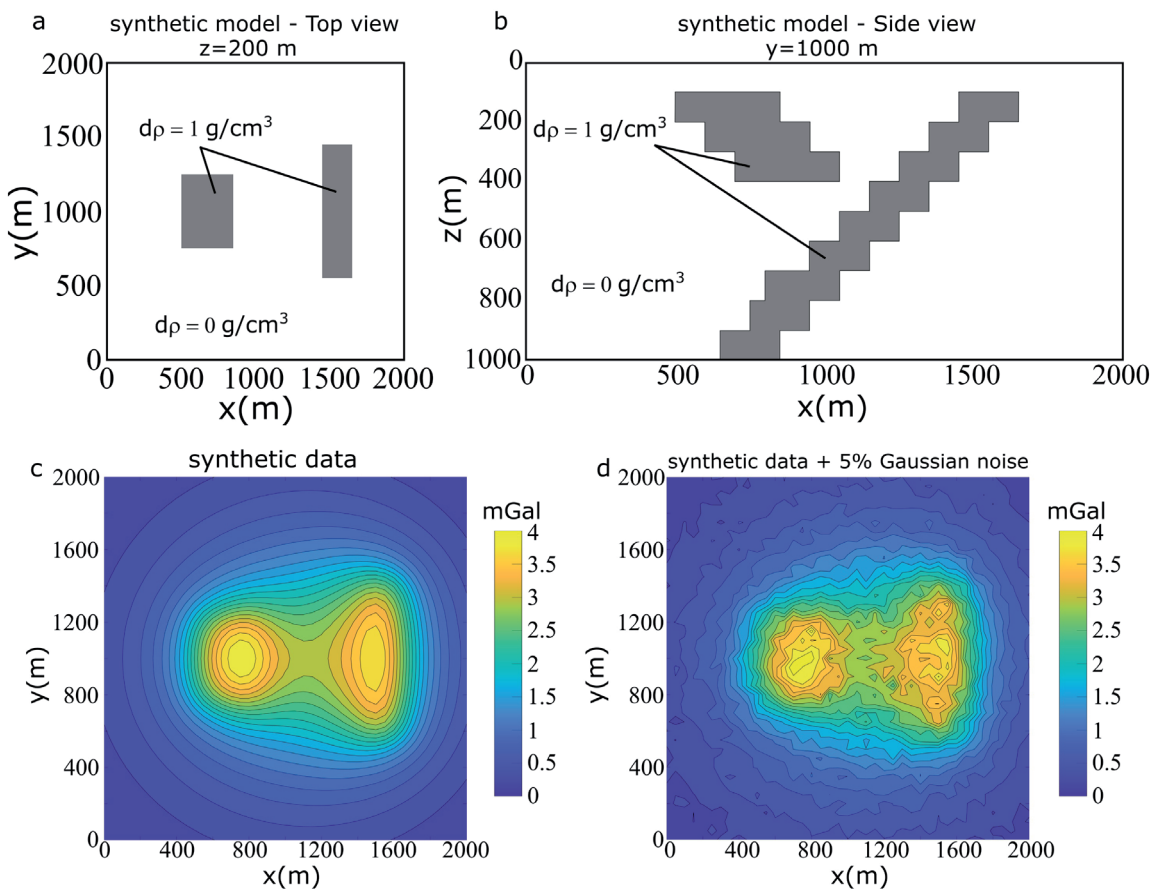 a
synthetic model - Top view
z=200 m
2000
1500
1000
500
0
y(m)
dρ = 1 g/cm³
dρ = 0 g/cm³
0 500 1000 1500 2000
x(m)
b
synthetic model - Side view
y=1000 m
0
200
400
600
800
1000
z(m)
dρ = 1 g/cm³
dρ = 0 g/cm³
0 500 1000 1500 2000
x(m)
c
synthetic data
2000
1600
1200
800
400
0
y(m)
0 400 800 1200 1600 2000
x(m)
mGal
4
3.5
3
2.5
2
1.5
1
0.5
0
d
synthetic data + 5% Gaussian noise
2000
1600
1200
800
400
0
y(m)
0 400 800 1200 1600 2000
x(m)
mGal
4
3.5
3
2.5
2
1.5
1
0.5
0